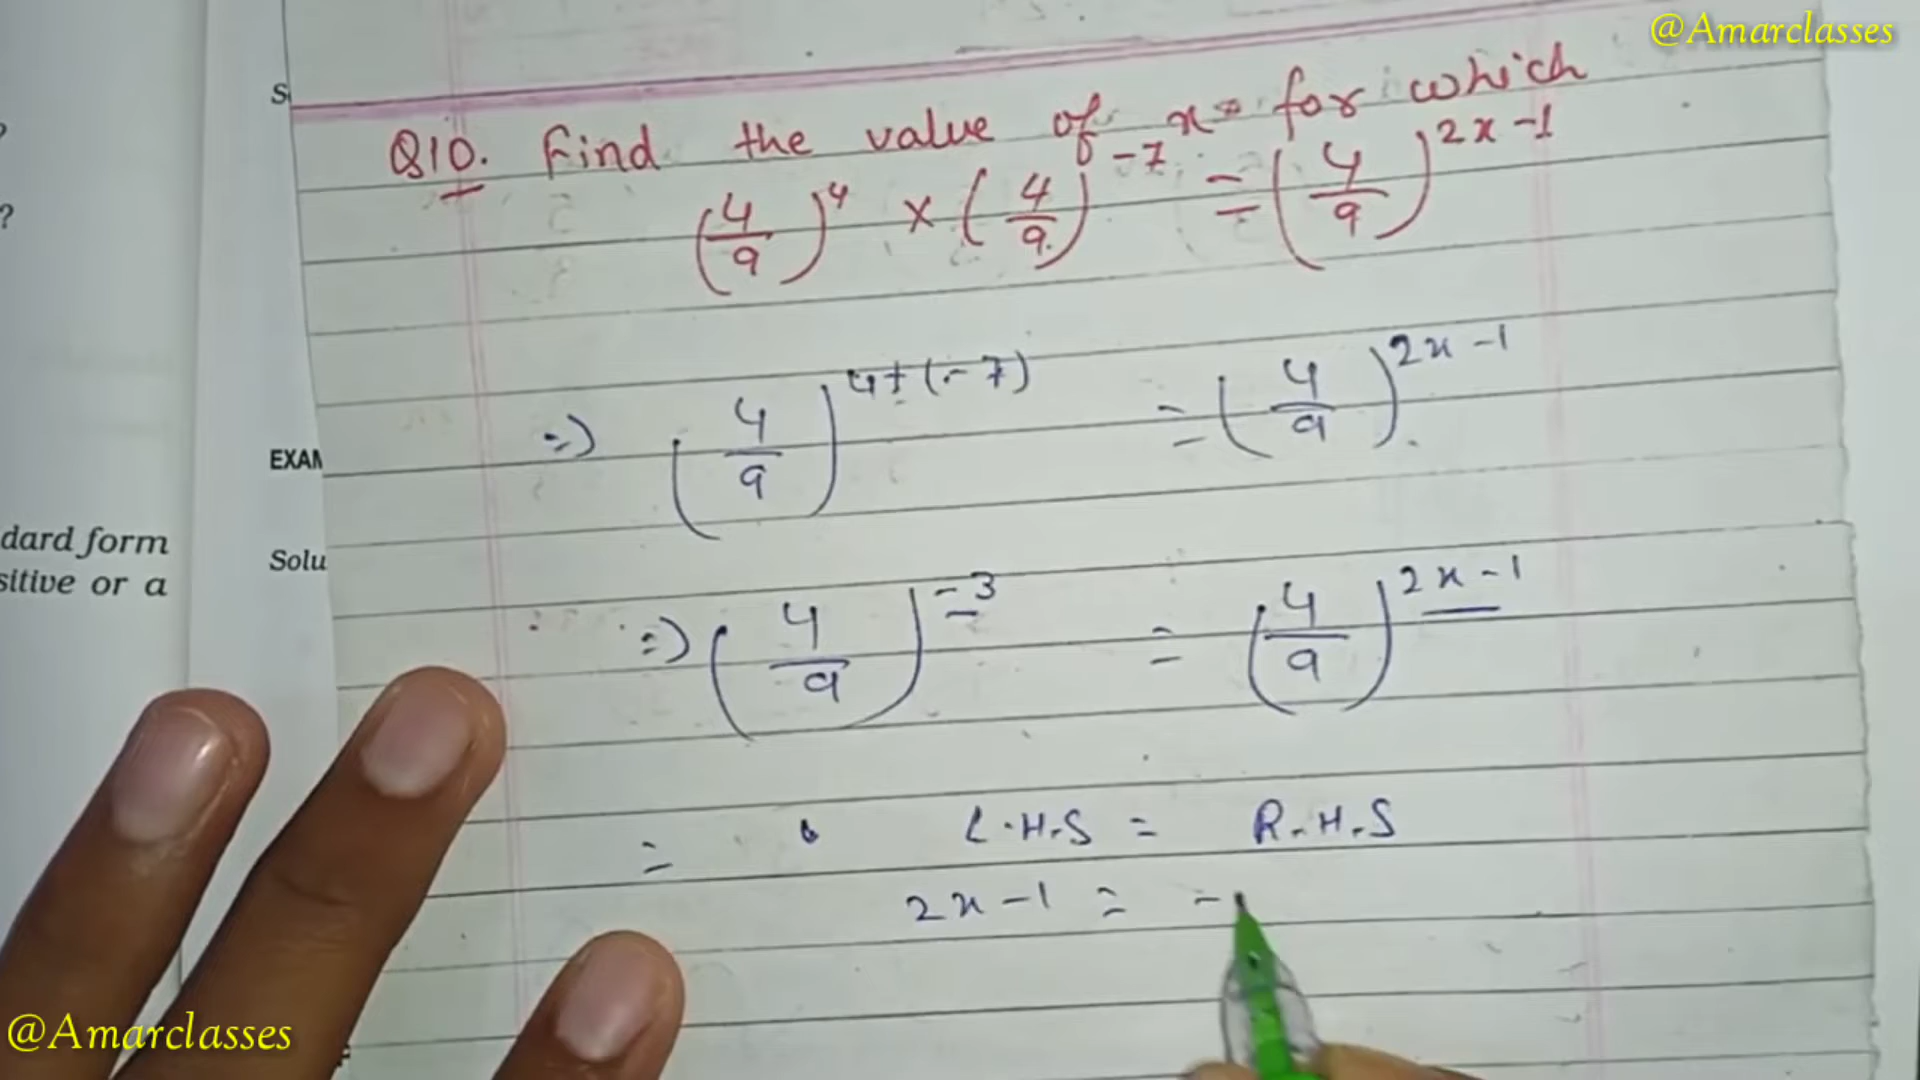 @Amarclasses
Q10. Find the value of x for which
(4/9)^4 × (4/9)^-7 = (4/9)^2x-1
=) (4/9)^4+(-7) = (4/9)^2x-1
=) (4/9)^-3 = (4/9)^2x-1
= L.H.S = R.H.S
2x-1 = -
?
EXAM
dard form
sitive or a
Solu
@Amarclasses